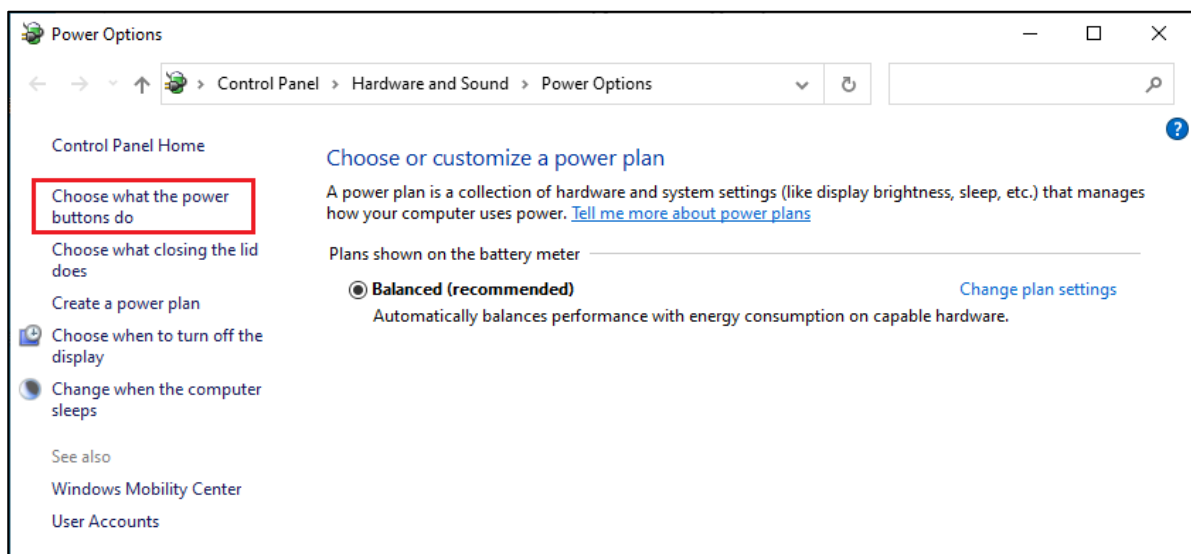 Power Options
Control Panel > Hardware and Sound > Power Options
Control Panel Home
Choose what the power
buttons do
Choose what closing the lid
does
Create a power plan
Choose when to turn off the
display
Change when the computer
sleeps
See also
Windows Mobility Center
User Accounts
?
Choose or customize a power plan
A power plan is a collection of hardware and system settings (like display brightness, sleep, etc.) that manages
how your computer uses power. Tell me more about power plans
Plans shown on the battery meter
Balanced (recommended) Change plan settings
Automatically balances performance with energy consumption on capable hardware.